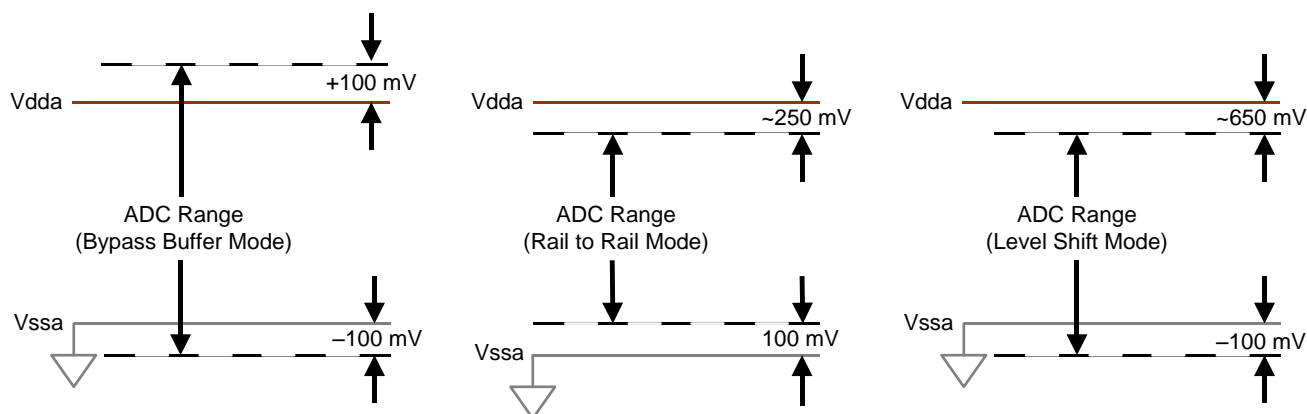 +100 mV
Vdda
ADC Range
(Bypass Buffer Mode)
Vssa
–100 mV
Vdda
~250 mV
ADC Range
(Rail to Rail Mode)
100 mV
Vssa
Vdda
~650 mV
ADC Range
(Level Shift Mode)
Vssa
–100 mV